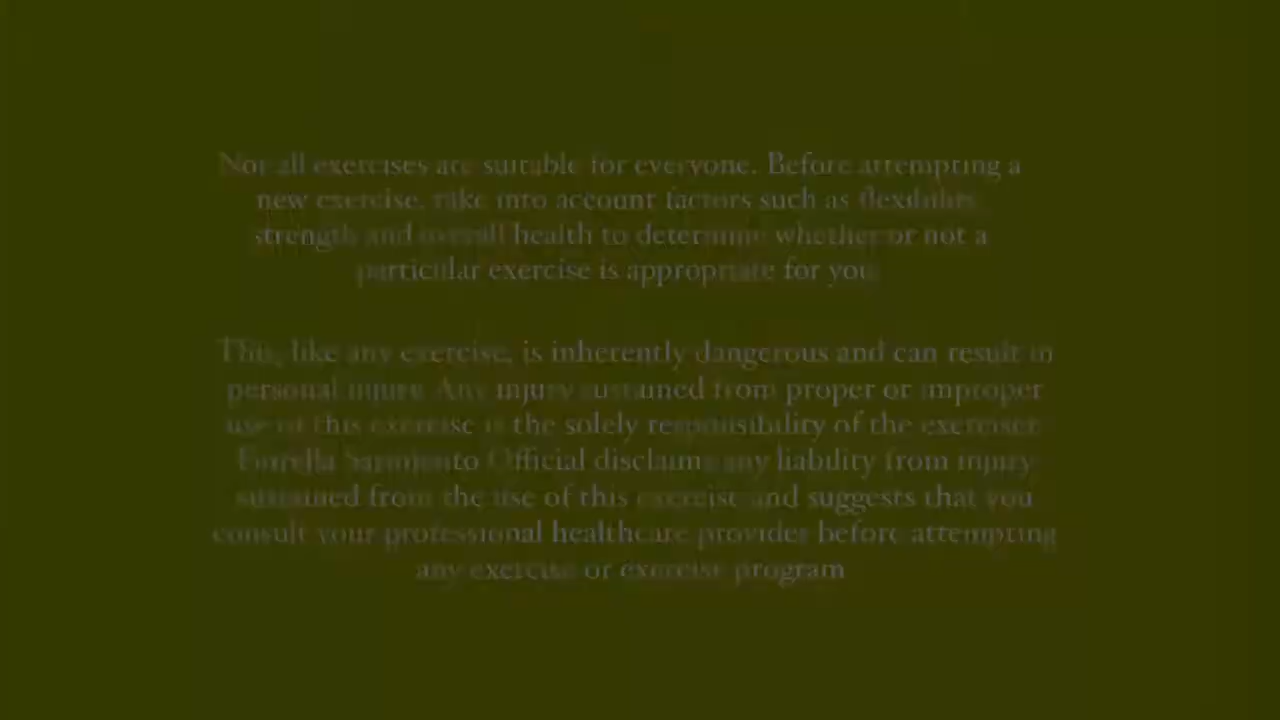 Not all exercises are suitable for everyone. Before attempting a
new exercise, take into account factors such as flexibility,
strength and overall health to determine whether or not a
particular exercise is appropriate for you.
This, like any exercise, is inherently dangerous and can result in
personal injury. Any injury sustained from proper or improper
use of this exercise is the solely responsibility of the exerciser.
Fiorella Sarmiento Official disclaims any liability from injury
sustained from the use of this exercise and suggests that you
consult your professional healthcare provider before attempting
any exercise or exercise program